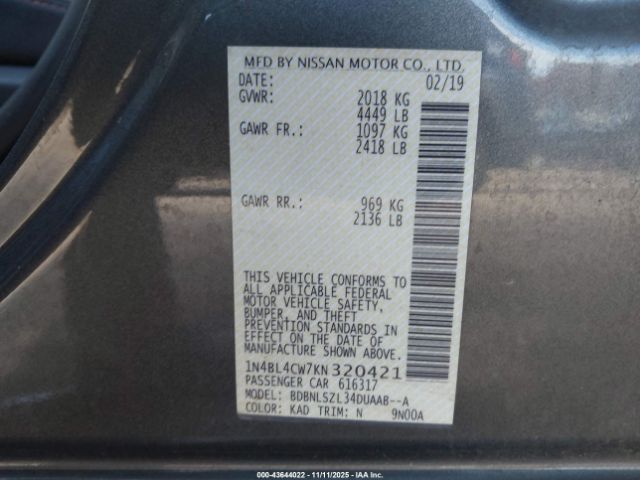 MFD BY NISSAN MOTOR CO., LTD.
DATE: 02/19
GVWR: 2018 KG
4449 LB
GAWR FR.: 1097 KG
2418 LB
GAWR RR.: 969 KG
2136 LB
THIS VEHICLE CONFORMS TO
ALL APPLICABLE FEDERAL
MOTOR VEHICLE SAFETY,
BUMPER, AND THEFT
PREVENTION STANDARDS IN
EFFECT ON THE DATE OF
MANUFACTURE SHOWN ABOVE.
1N4BL4CW7KN320421
PASSENGER CAR 616317
MODEL: BDBNLSZL34DUAAB--A
COLOR: KAD TRIM: N 9N00A
000-43644022 - 11/11/2025 - IAA Inc.